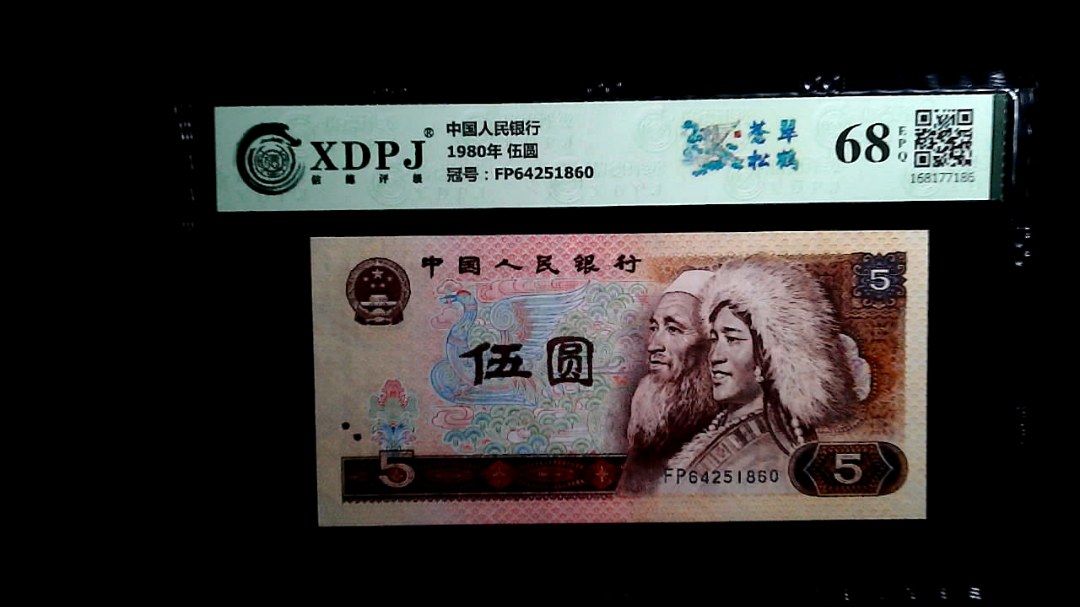 XDPJ®
信德评级
中国人民银行
1980年 伍圆
冠号：FP64251860
苍松翠鹤
68 EPQ
168177186
中国人民银行
5
伍圆
5
FP64251860
5